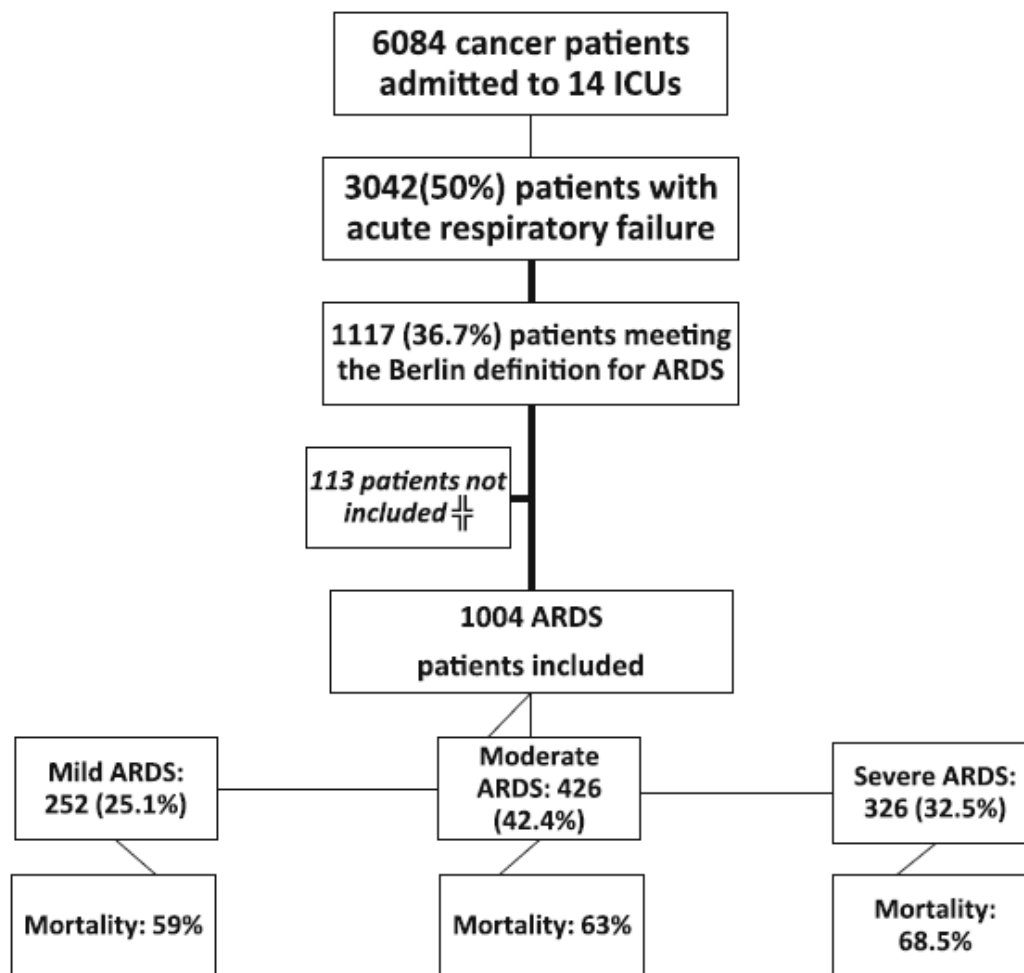 6084 cancer patients
admitted to 14 ICUs
3042(50%) patients with
acute respiratory failure
1117 (36.7%) patients meeting
the Berlin definition for ARDS
113 patients not
included ╬
1004 ARDS
patients included
Mild ARDS:
252 (25.1%)
Moderate
ARDS: 426
(42.4%)
Severe ARDS:
326 (32.5%)
Mortality: 59%
Mortality: 63%
Mortality:
68.5%